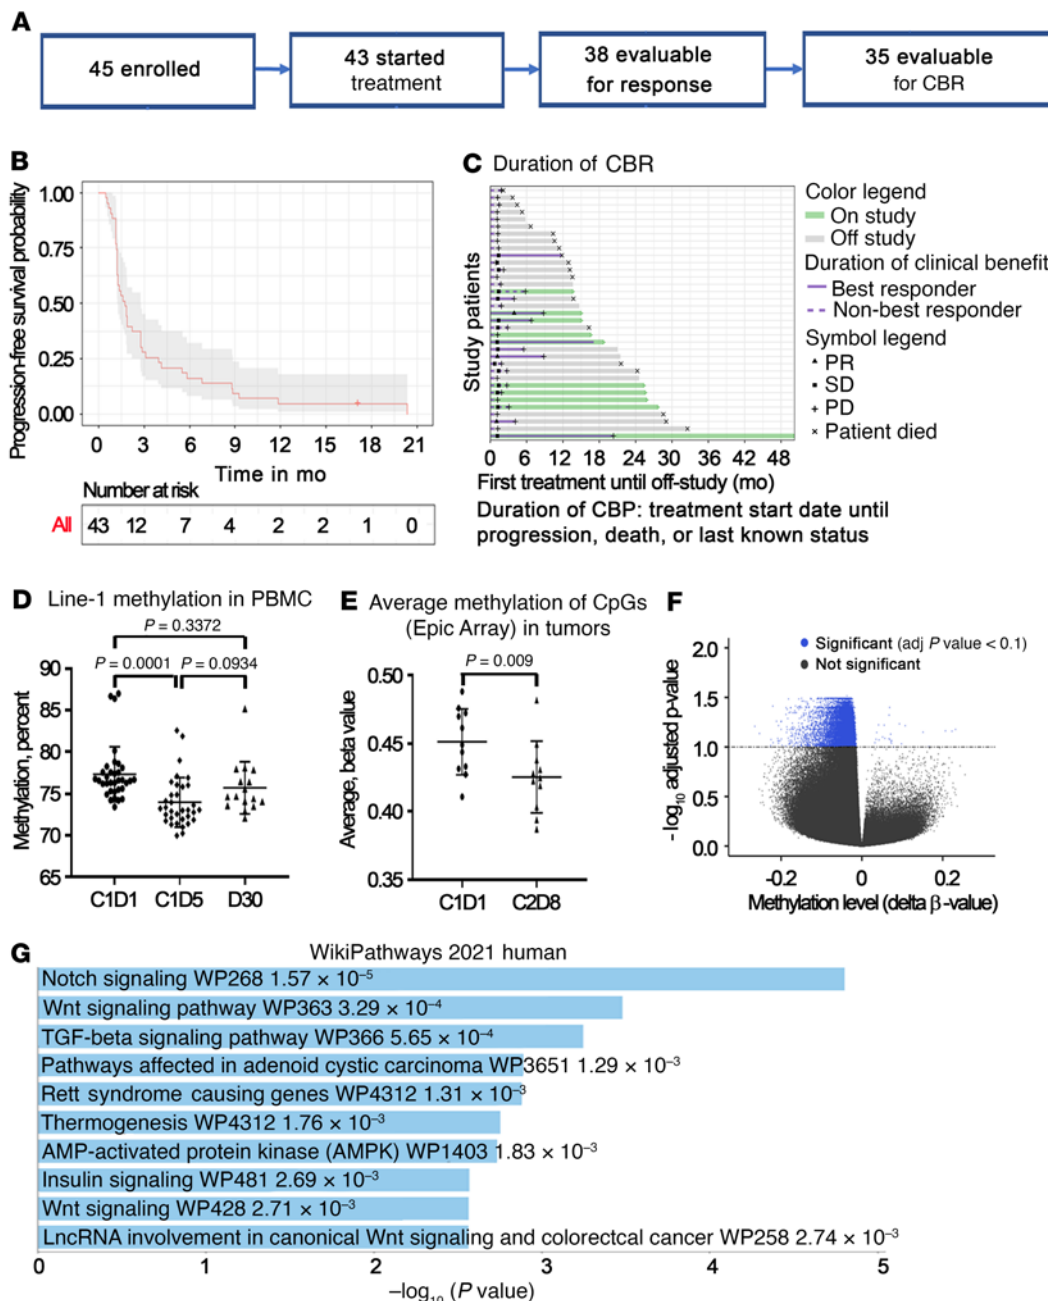 A
45 enrolled
43 started
treatment
38 evaluable
for response
35 evaluable
for CBR
B
Progression-free survival probability
1.00
0.75
0.50
0.25
0.00
0 3 6 9 12 15 18 21
Time in mo
Number at risk
All 43 12 7 4 2 2 1 0
C Duration of CBR
Study patients
0 6 12 18 24 30 36 42 48
First treatment until off-study (mo)
Duration of CBP: treatment start date until
progression, death, or last known status
Color legend
On study
Off study
Duration of clinical benefit
Best responder
Non-best responder
Symbol legend
PR
SD
PD
Patient died
D Line-1 methylation in PBMC
P = 0.3372
P = 0.0001 P = 0.0934
Methylation, percent
90
85
80
75
70
65
C1D1 C1D5 D30
E Average methylation of CpGs
(Epic Array) in tumors
P = 0.009
Average, beta value
0.50
0.45
0.40
0.35
C1D1 C2D8
F
Significant (adj P value < 0.1)
Not significant
-log10 adjusted p-value
2.0
1.5
1.0
0.5
0.0
-0.2 0 0.2
Methylation level (delta β-value)
G WikiPathways 2021 human
Notch signaling WP268 1.57 × 10⁻⁵
Wnt signaling pathway WP363 3.29 × 10⁻⁴
TGF-beta signaling pathway WP366 5.65 × 10⁻⁴
Pathways affected in adenoid cystic carcinoma WP3651 1.29 × 10⁻³
Rett syndrome causing genes WP4312 1.31 × 10⁻³
Thermogenesis WP4312 1.76 × 10⁻³
AMP-activated protein kinase (AMPK) WP1403 1.83 × 10⁻³
Insulin signaling WP481 2.69 × 10⁻³
Wnt signaling WP428 2.71 × 10⁻³
LncRNA involvement in canonical Wnt signaling and colorectcal cancer WP258 2.74 × 10⁻³
0 1 2 3 4 5
–log10 (P value)